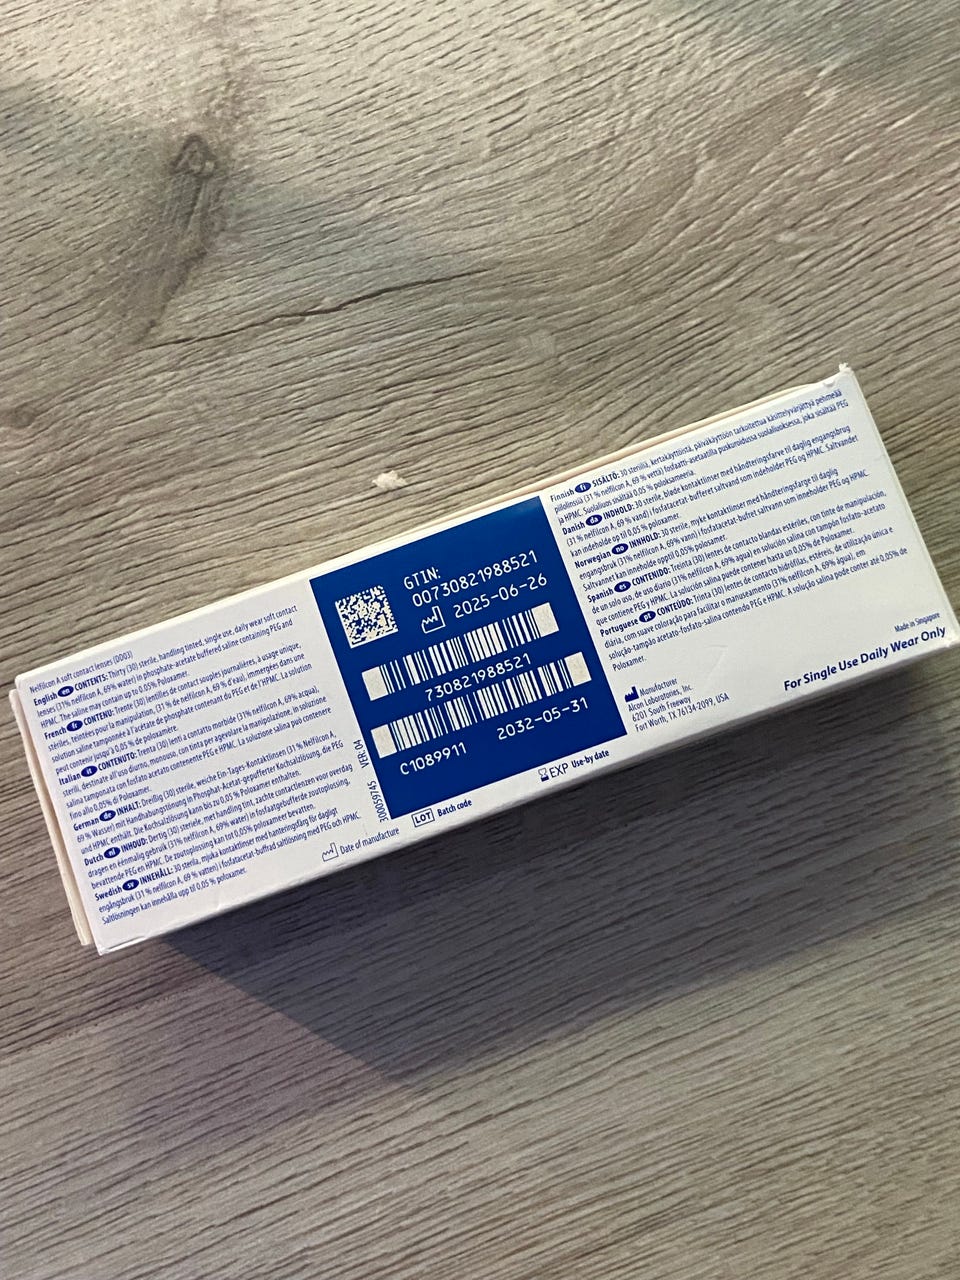 Nelfilcon A soft contact lenses (0003)
English en CONTENTS: Thirty (30) sterile, handling tinted, single use, daily wear soft contact
lenses (31% nelfilcon A, 69% water) in phosphate-acetate buffered saline containing PEG and
HPMC. The saline may contain up to 0.05% Poloxamer.
French fr CONTENU: Trente (30) lentilles de contact souples journalières, à usage unique,
stériles, teintées pour la manipulation, (31 % de nelfilcon A, 69 % d'eau), immergées dans une
solution saline tamponnée à l'acétate de phosphate contenant du PEG et de l'HPMC. La solution
peut contenir jusqu'à 0,05 % de poloxamère.
Italian it CONTENUTO: Trenta (30) lenti a contatto morbide (31% nelfilcon A, 69% acqua),
sterili, destinate all'uso diurno, monouso, con tinta per agevolare la manipolazione, in soluzione
salina tamponata con fosfato acetato contenente PEG e HPMC. La soluzione salina può contenere
fino allo 0,05% di Poloxamer.
German de INHALT: Dreißig (30) sterile, weiche Ein-Tages-Kontaktlinsen (31 % Nelfilcon A,
69 % Wasser) mit Handhabungstönung in Phosphat-Acetat-gepufferter Kochsalzlösung, die PEG
und HPMC enthält. Die Kochsalzlösung kann bis zu 0,05 % Poloxamer enthalten.
Dutch nl INHOUD: Dertig (30) steriele, met handling tint, zachte contactlenzen voor overdag
dragen en éénmalig gebruik (31% nelfilcon A, 69% water) in fosfaatgebufferde zoutoplossing,
bevattende PEG en HPMC. De zoutoplossing kan tot 0,05% poloxameer bevatten.
Swedish sv INNEHÅLL: 30 sterila, mjuka kontaktlinser med hanteringsfärg för dagligt
engångsbruk (31 % nelfilcon A, 69 % vatten) i fosfatacetat-buffrad saltlösning med PEG och HPMC.
Saltlösningen kan innehålla upp til 0,05 % poloxamer.
Date of manufacture
300059745 VER: 04
GTIN:
00730821988521
2025-06-26
730821988521
C1089911 2032-05-31
LOT Batch code
EXP Use-by date
Finnish fi SISÄLTÖ: 30 steriiliä, kertakäyttöistä, päiväkäyttöön tarkoitettua käsittelyvärjättyä pehmeää
piilolinssiä (31 % nelfilcon A, 69 % vettä) fosfaatti-asetaatilla puskuroidussa suolaliuoksessa, joka sisältää PEG
ja HPMC. Suolaliuos sisältää 0,05 % poloksameeria.
Danish da INDHOLD: 30 sterile, bløde kontaktlinser med håndteringsfarve til daglig engangsbrug
(31% nelfilcon A, 69% vand) i fosfatacetat-bufferet saltvand som indeholder PEG og HPMC. Saltvandet
kan indeholde op til 0,05% poloxamer.
Norwegian no INNHOLD: 30 sterile, myke kontaktlinser med håndteringsfarge til daglig
engangsbruk (31% nelfilcon A, 69% vann) i fosfatacetat-bufret saltvann som inneholder PEG og HPMC.
Saltvannet kan inneholde opptil 0,05% poloxamer.
Spanish es CONTENIDO: Treinta (30) lentes de contacto blandas estériles, con tinte de manipulación,
de un solo uso, de uso diario (31% nelfilcon A, 69% agua) en solución salina con tampón fosfato-acetato
que contiene PEG y HPMC. La solución salina puede contener hasta un 0,05% de Poloxamer.
Portuguese pt CONTEÚDO: Trinta (30) lentes de contacto hidrófilas, estéreis, de utilização única e
diária, com suave coloração para facilitar o manuseamento (31% nelfilcon A, 69% água), em
solução-tampão acetato-fosfato-salina contendo PEG e HPMC. A solução salina pode conter até 0,05% de
Poloxamer.
Manufacturer
Alcon Laboratories, Inc.
6201 South Freeway
Fort Worth, TX 76134-2099, USA
Made in Singapore
For Single Use Daily Wear Only